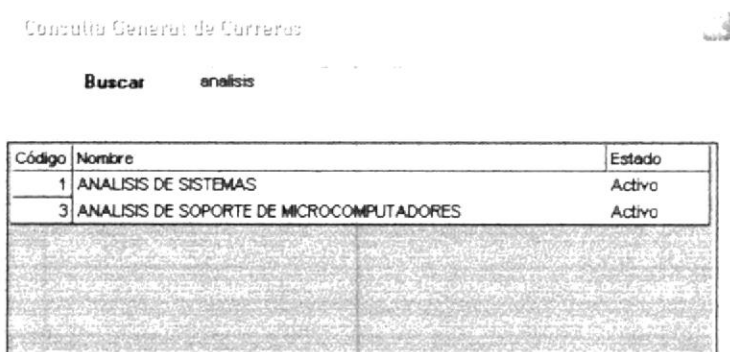 Consulta General de Carreras
Buscar analisis
Código Nombre Estado
1 ANALISIS DE SISTEMAS Activo
3 ANALISIS DE SOPORTE DE MICROCOMPUTADORES Activo